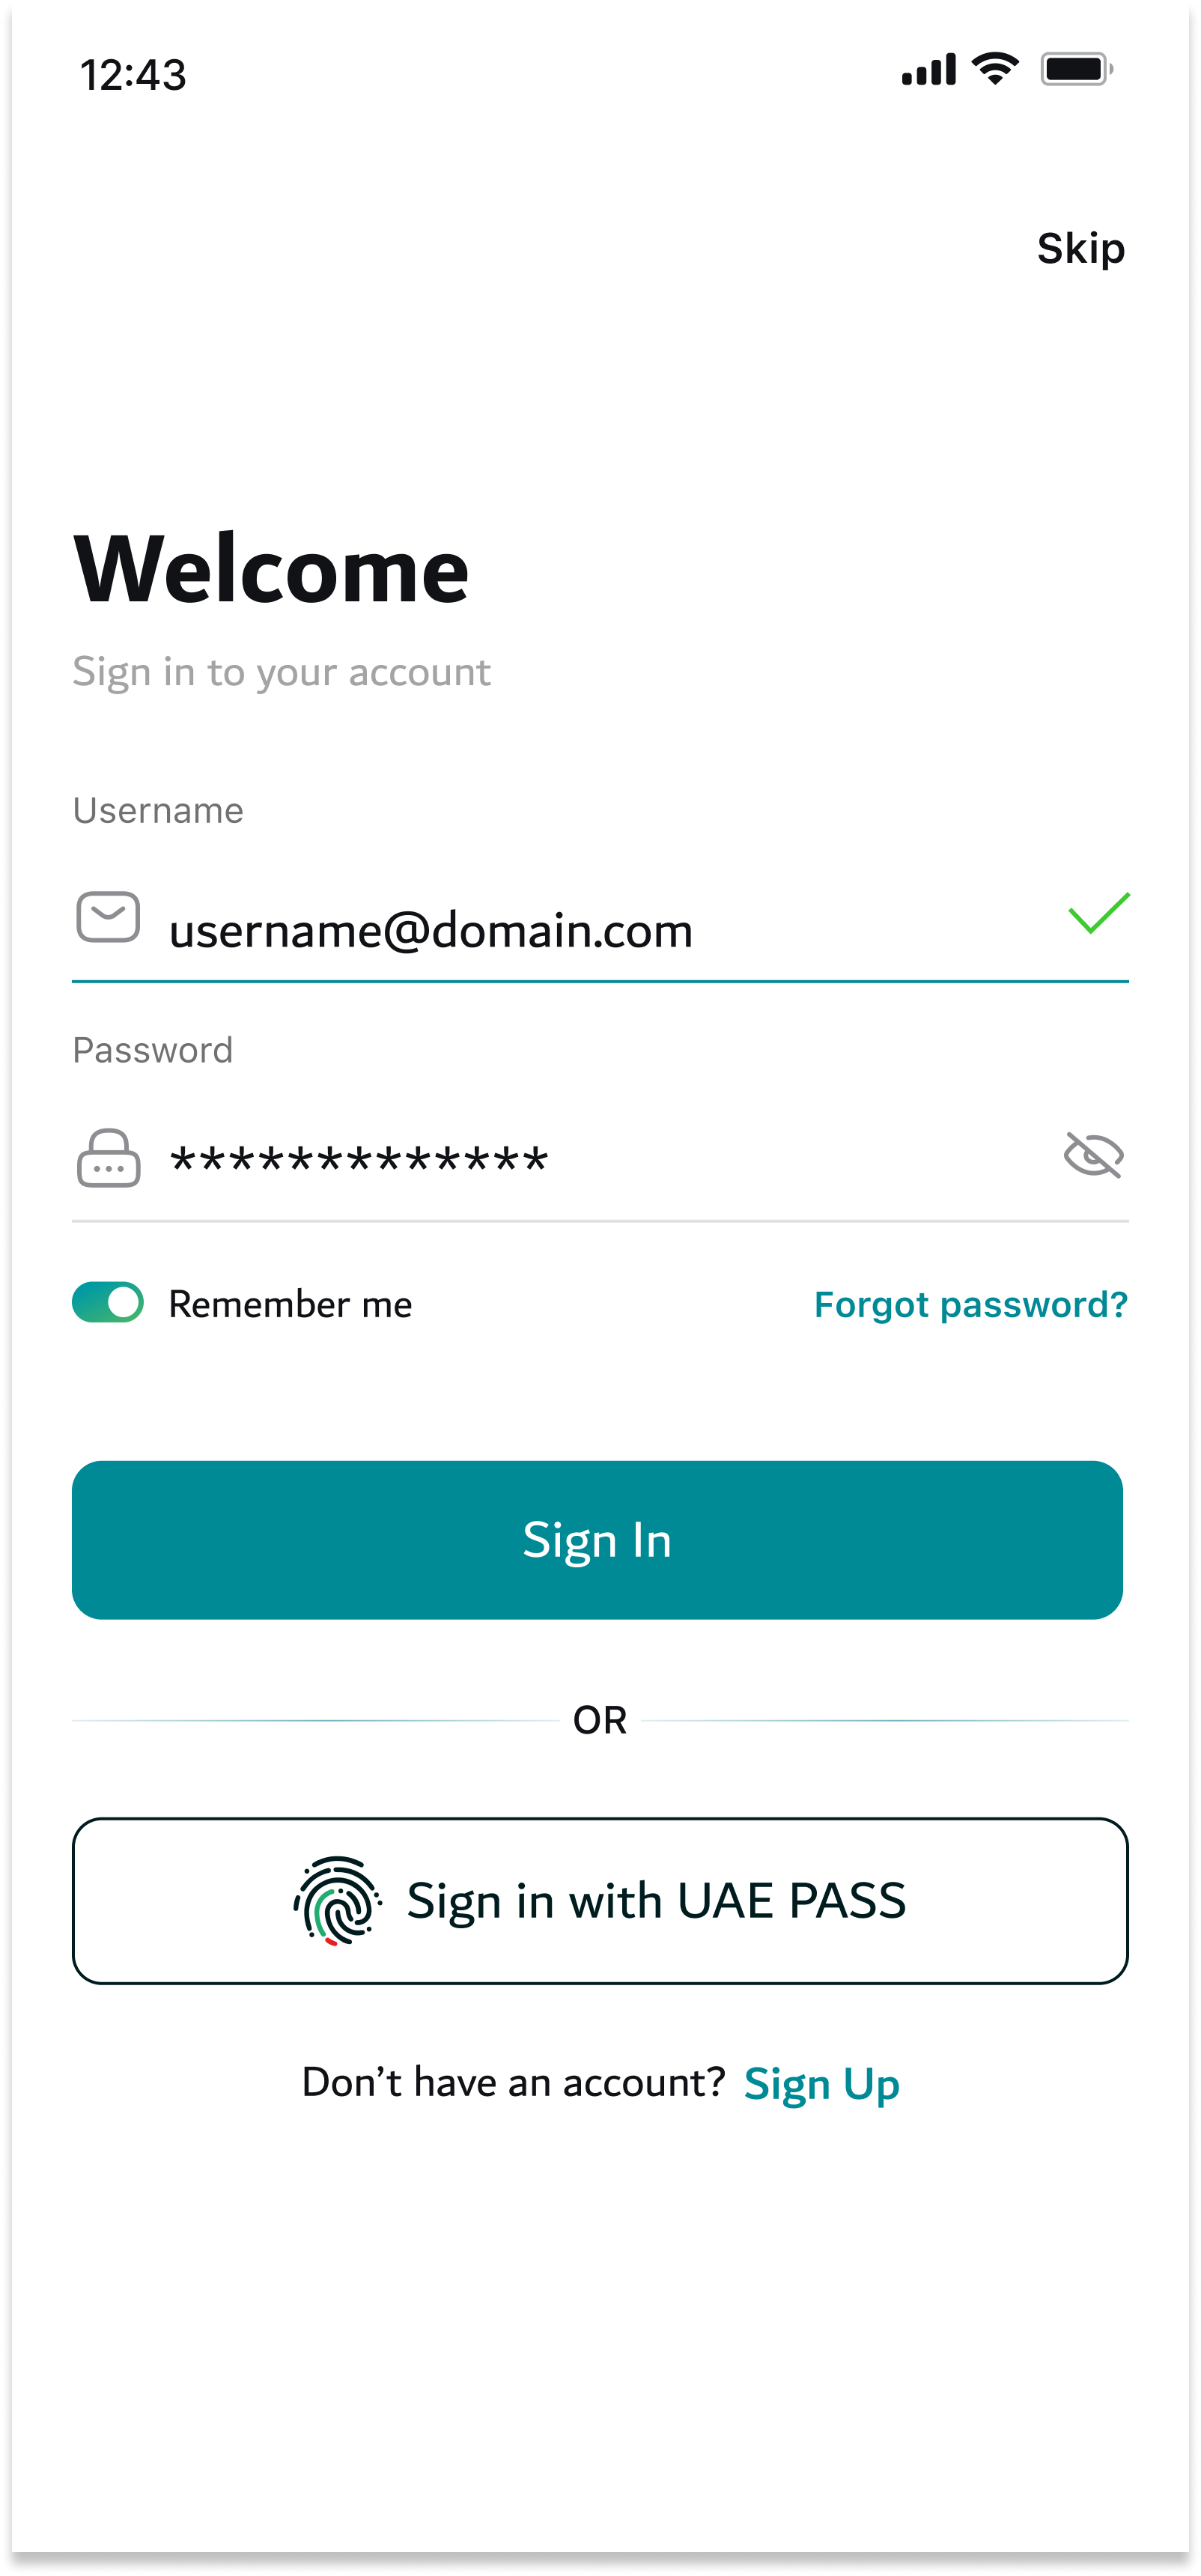 12:43
Skip
Welcome
Sign in to your account
Username
username@domain.com
Password
*************
Remember me
Forgot password?
Sign In
OR
Sign in with UAE PASS
Don’t have an account? Sign Up